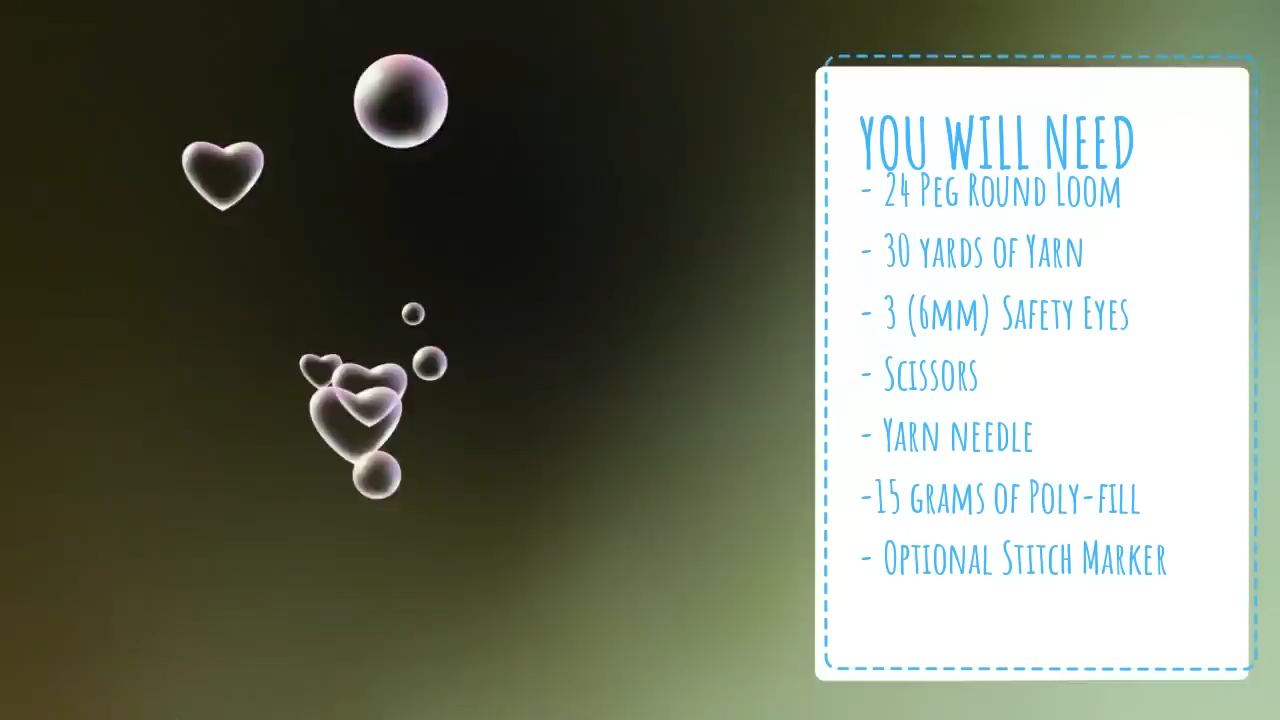 YOU WILL NEED
- 24 PEG ROUND LOOM
- 30 YARDS OF YARN
- 3 (6MM) SAFETY EYES
- SCISSORS
- YARN NEEDLE
-15 GRAMS OF POLY-FILL
- OPTIONAL STITCH MARKER